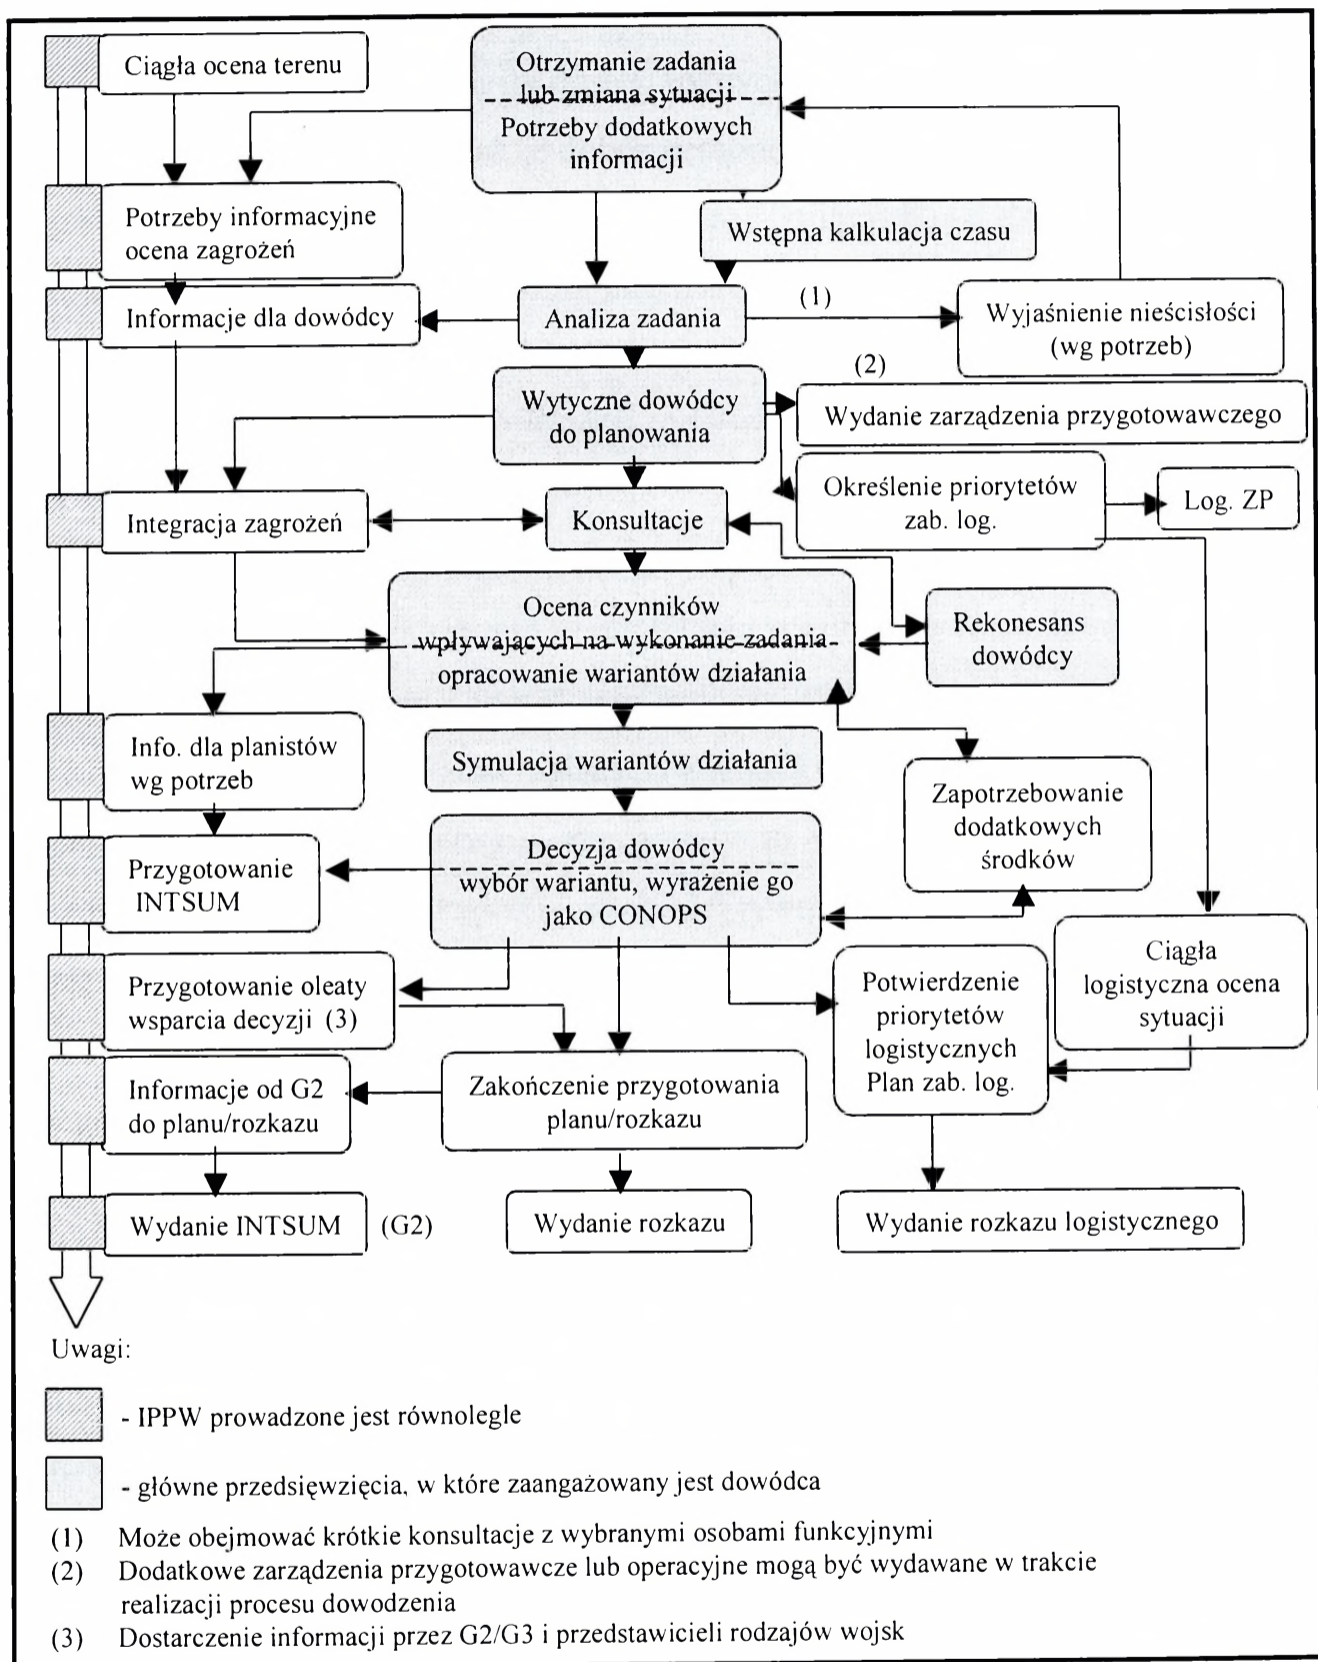 Ciągła ocena terenu
Otrzymanie zadania
lub zmiana sytuacji
Potrzeby dodatkowych
informacji
Potrzeby informacyjne
ocena zagrożeń
Wstępna kalkulacja czasu
Informacje dla dowódcy
Analiza zadania
(1)
Wyjaśnienie nieścisłości
(wg potrzeb)
(2)
Wytyczne dowódcy
do planowania
Wydanie zarządzenia przygotowawczego
Określenie priorytetów
zab. log.
Log. ZP
Integracja zagrożeń
Konsultacje
Ocena czynników
wpływających na wykonanie zadania
opracowanie wariantów działania
Rekonesans
dowódcy
Info. dla planistów
wg potrzeb
Symulacja wariantów działania
Zapotrzebowanie
dodatkowych
środków
Przygotowanie
INTSUM
Decyzja dowódcy
wybór wariantu, wyrażenie go
jako CONOPS
Ciągła
logistyczna ocena
sytuacji
Przygotowanie oleaty
wsparcia decyzji (3)
Potwierdzenie
priorytetów
logistycznych
Plan zab. log.
Informacje od G2
do planu/rozkazu
Zakończenie przygotowania
planu/rozkazu
Wydanie INTSUM
(G2)
Wydanie rozkazu
Wydanie rozkazu logistycznego
Uwagi:
- IPPW prowadzone jest równolegle
- główne przedsięwzięcia, w które zaangażowany jest dowódca
(1) Może obejmować krótkie konsultacje z wybranymi osobami funkcyjnymi
(2) Dodatkowe zarządzenia przygotowawcze lub operacyjne mogą być wydawane w trakcie
realizacji procesu dowodzenia
(3) Dostarczenie informacji przez G2/G3 i przedstawicieli rodzajów wojsk